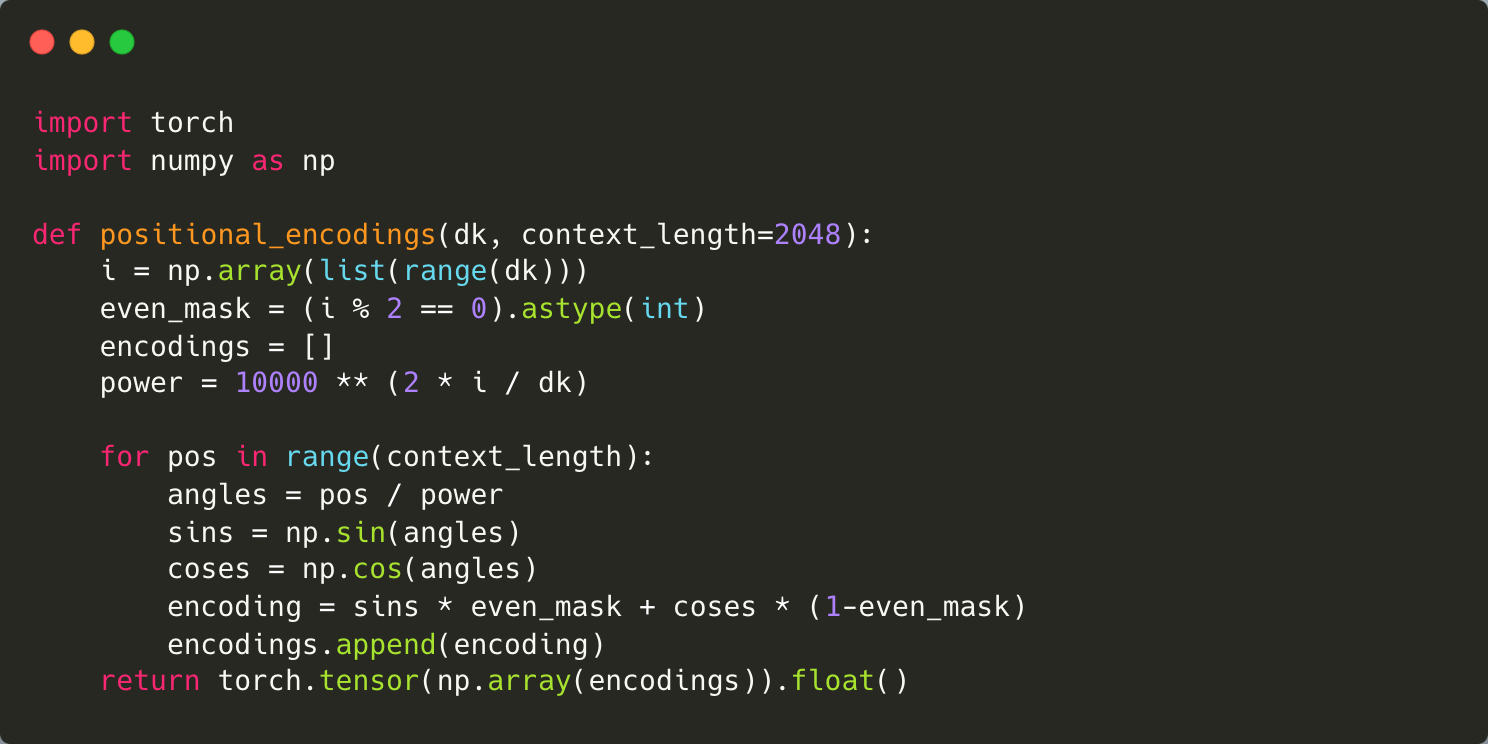 import torch
import numpy as np

def positional_encodings(dk, context_length=2048):
    i = np.array(list(range(dk)))
    even_mask = (i % 2 == 0).astype(int)
    encodings = []
    power = 10000 ** (2 * i / dk)

    for pos in range(context_length):
        angles = pos / power
        sins = np.sin(angles)
        coses = np.cos(angles)
        encoding = sins * even_mask + coses * (1-even_mask)
        encodings.append(encoding)
    return torch.tensor(np.array(encodings)).float()